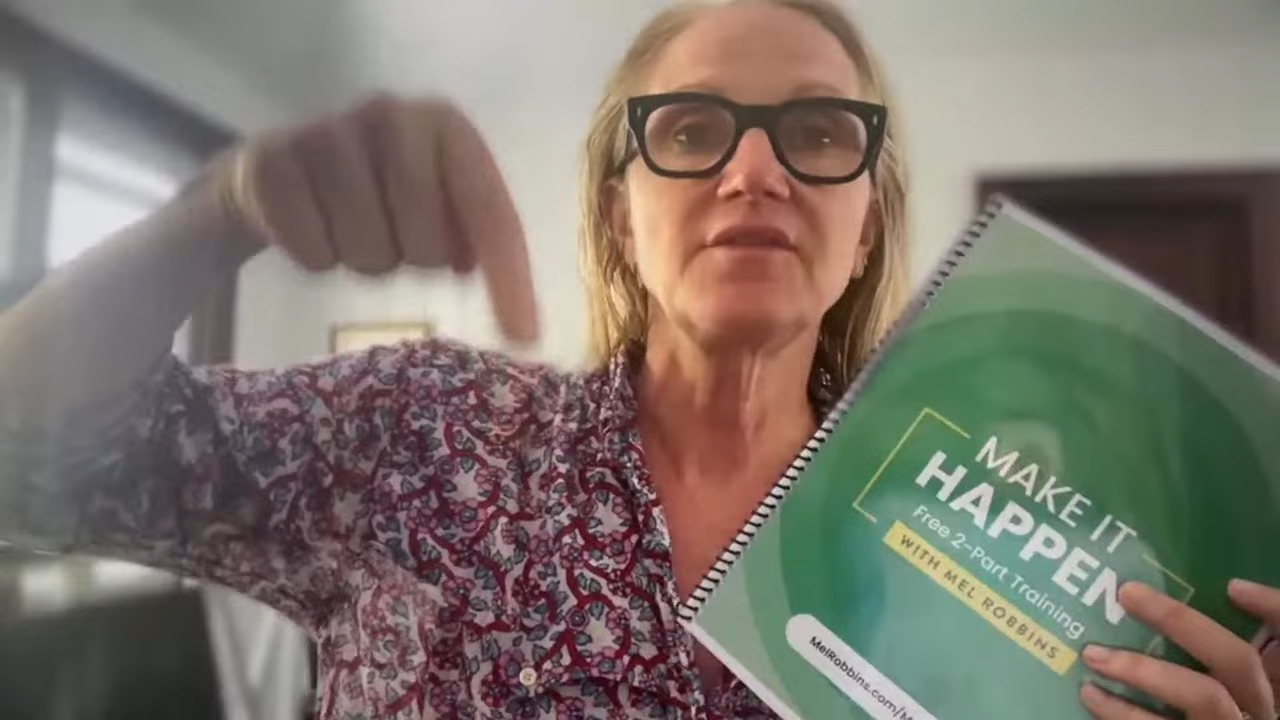 MAKE IT
HAPPEN
Free 2-Part Training
WITH MEL ROBBINS
MelRobbins.com/M